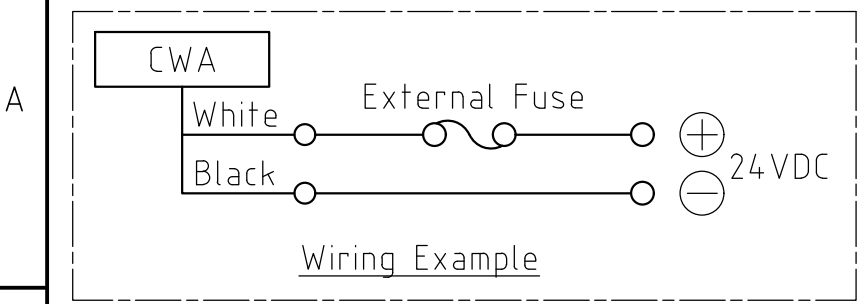 A
CWA
White
External Fuse
+
24VDC
Black
−
Wiring Example